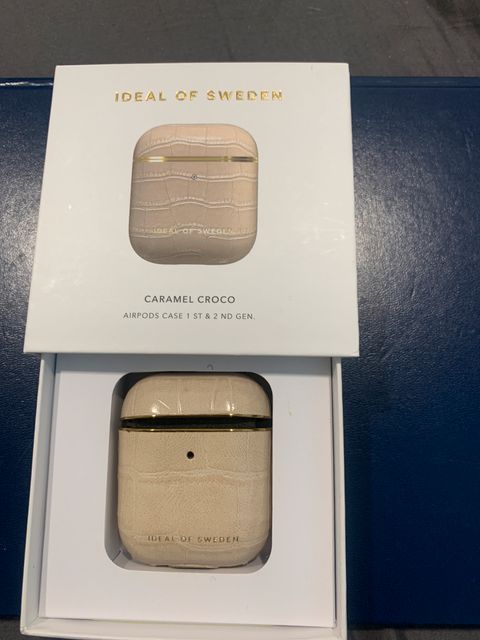 IDEAL OF SWEDEN
IDEAL OF SWEDEN
CARAMEL CROCO
AIRPODS CASE 1 ST & 2 ND GEN.
IDEAL OF SWEDEN